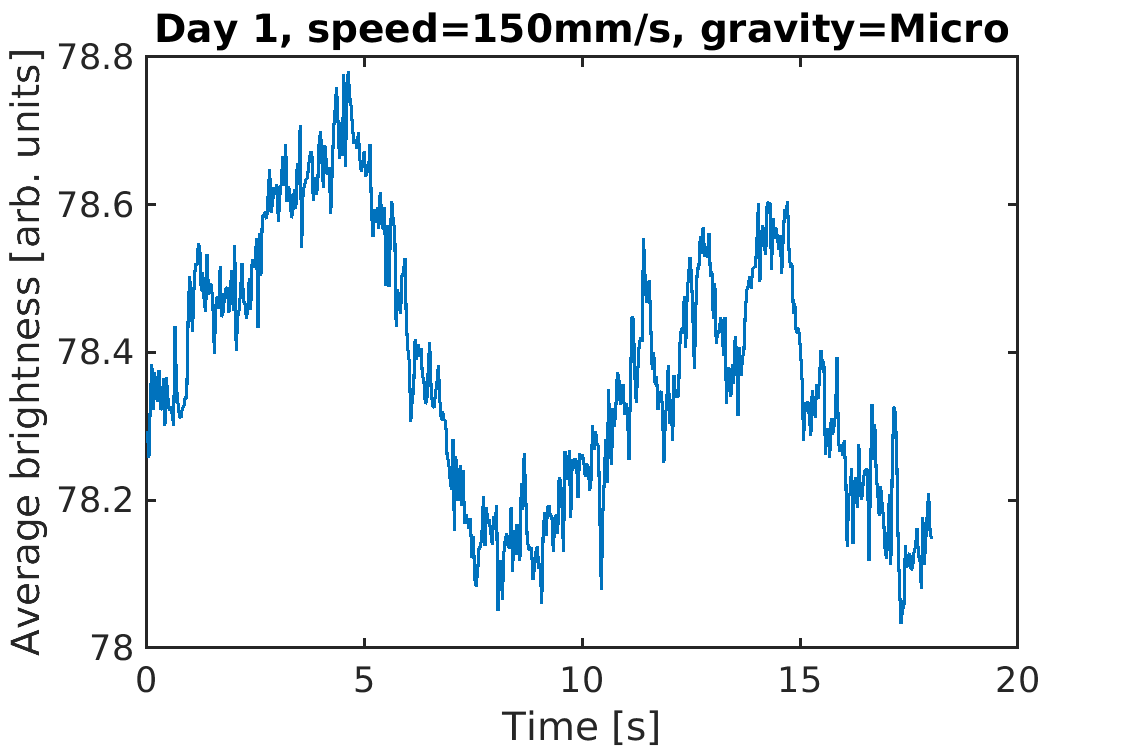 Day 1, speed=150mm/s, gravity=Micro
Average brightness [arb. units]
78.8
78.6
78.4
78.2
78
0 5 10 15 20
Time [s]